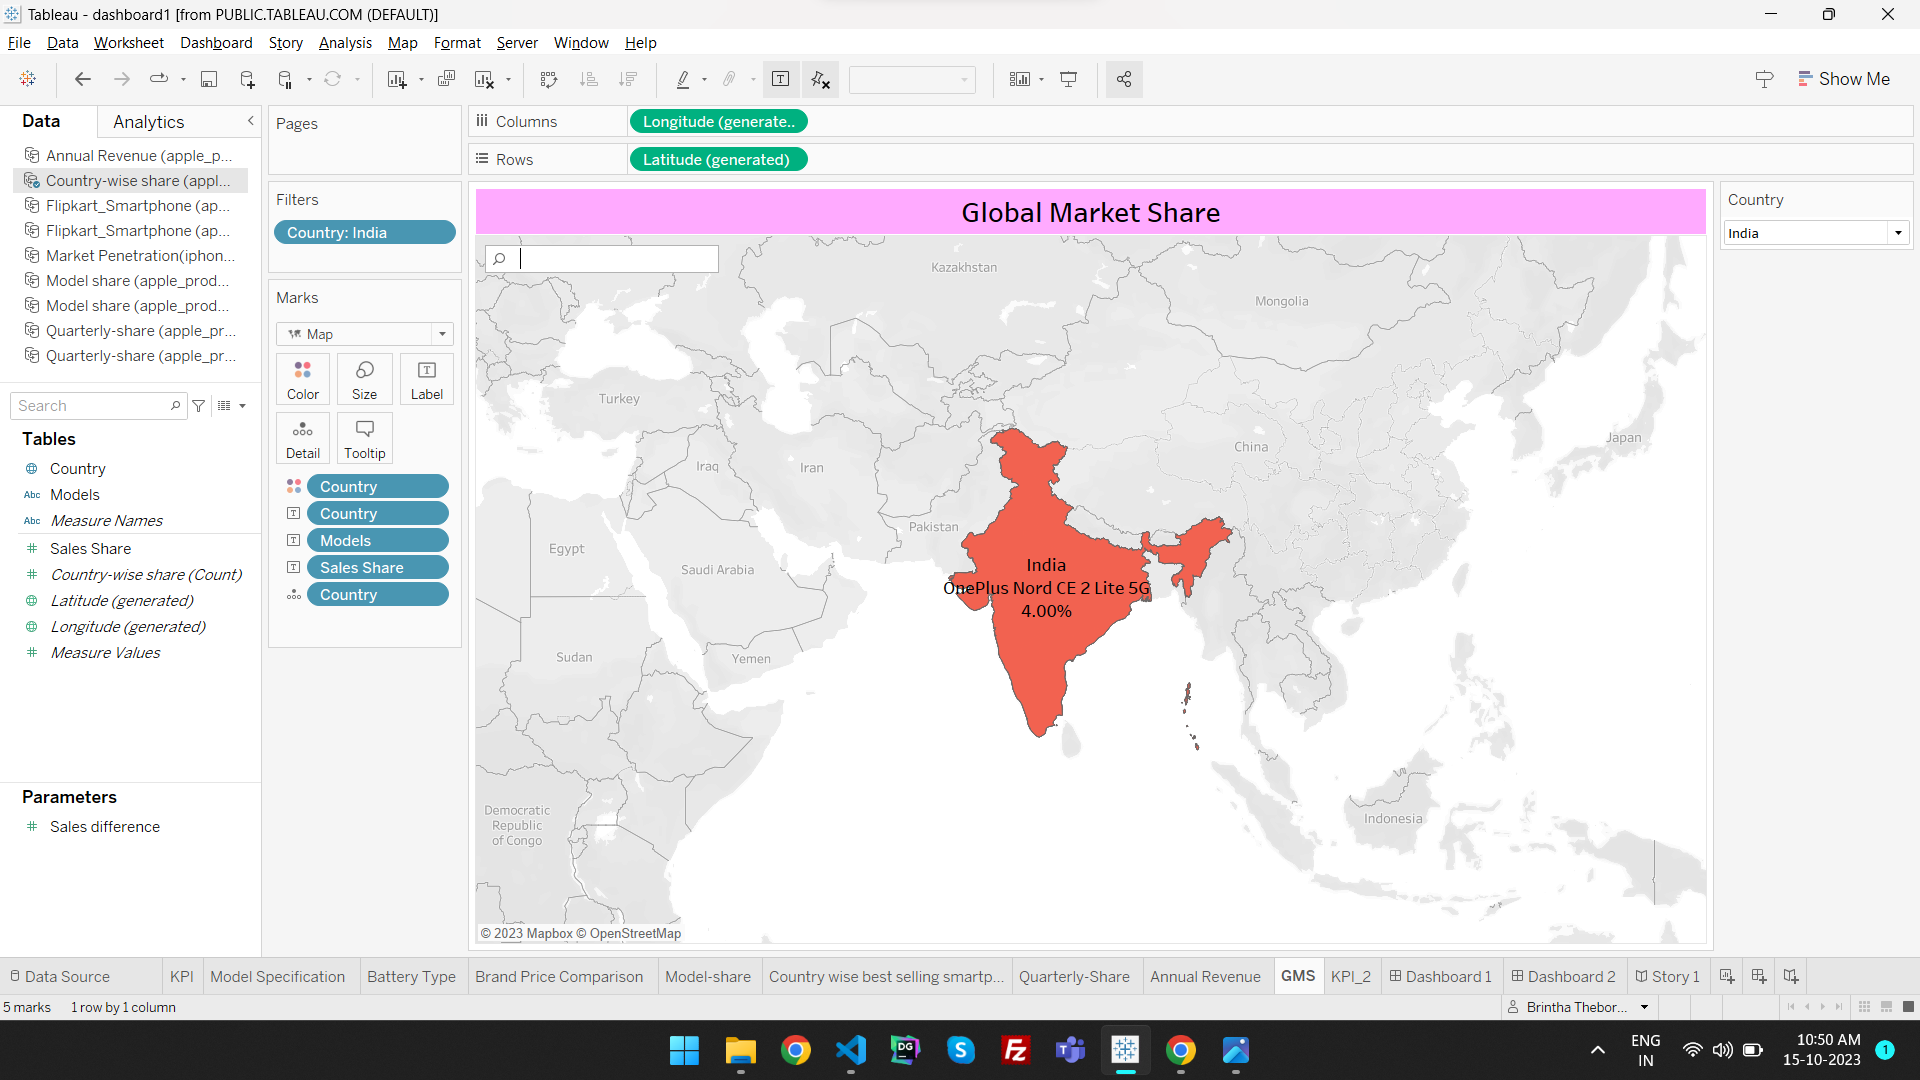 Tableau - dashboard1 [from PUBLIC.TABLEAU.COM (DEFAULT)]
File Data Worksheet Dashboard Story Analysis Map Format Server Window Help
Show Me
Data Analytics
Annual Revenue (apple_p...
Country-wise share (appl...
Flipkart_Smartphone (ap...
Flipkart_Smartphone (ap...
Market Penetration(iphon...
Model share (apple_prod...
Model share (apple_prod...
Quarterly-share (apple_pr...
Quarterly-share (apple_pr...
Search
Tables
Country
Abc Models
Abc Measure Names
Sales Share
Country-wise share (Count)
Latitude (generated)
Longitude (generated)
Measure Values
Parameters
Sales difference
Pages
Filters
Country: India
Marks
Map
Color Size Label
Detail Tooltip
Country
Country
Models
Sales Share
Country
Columns Longitude (generate..
Rows Latitude (generated)
Global Market Share
Kazakhstan
Mongolia
Turkey
Japan
China
Iraq
Iran
Pakistan
Egypt
Saudi Arabia
India
OnePlus Nord CE 2 Lite 5G
4.00%
Sudan
Yemen
Democratic
Republic
of Congo
Indonesia
© 2023 Mapbox © OpenStreetMap
Country
India
Data Source KPI Model Specification Battery Type Brand Price Comparison Model-share Country wise best selling smartp... Quarterly-Share Annual Revenue GMS KPI_2 Dashboard 1 Dashboard 2 Story 1
5 marks 1 row by 1 column Brintha Thebor...
DG
S
Fz
T
ENG
IN
10:50 AM
15-10-2023
1